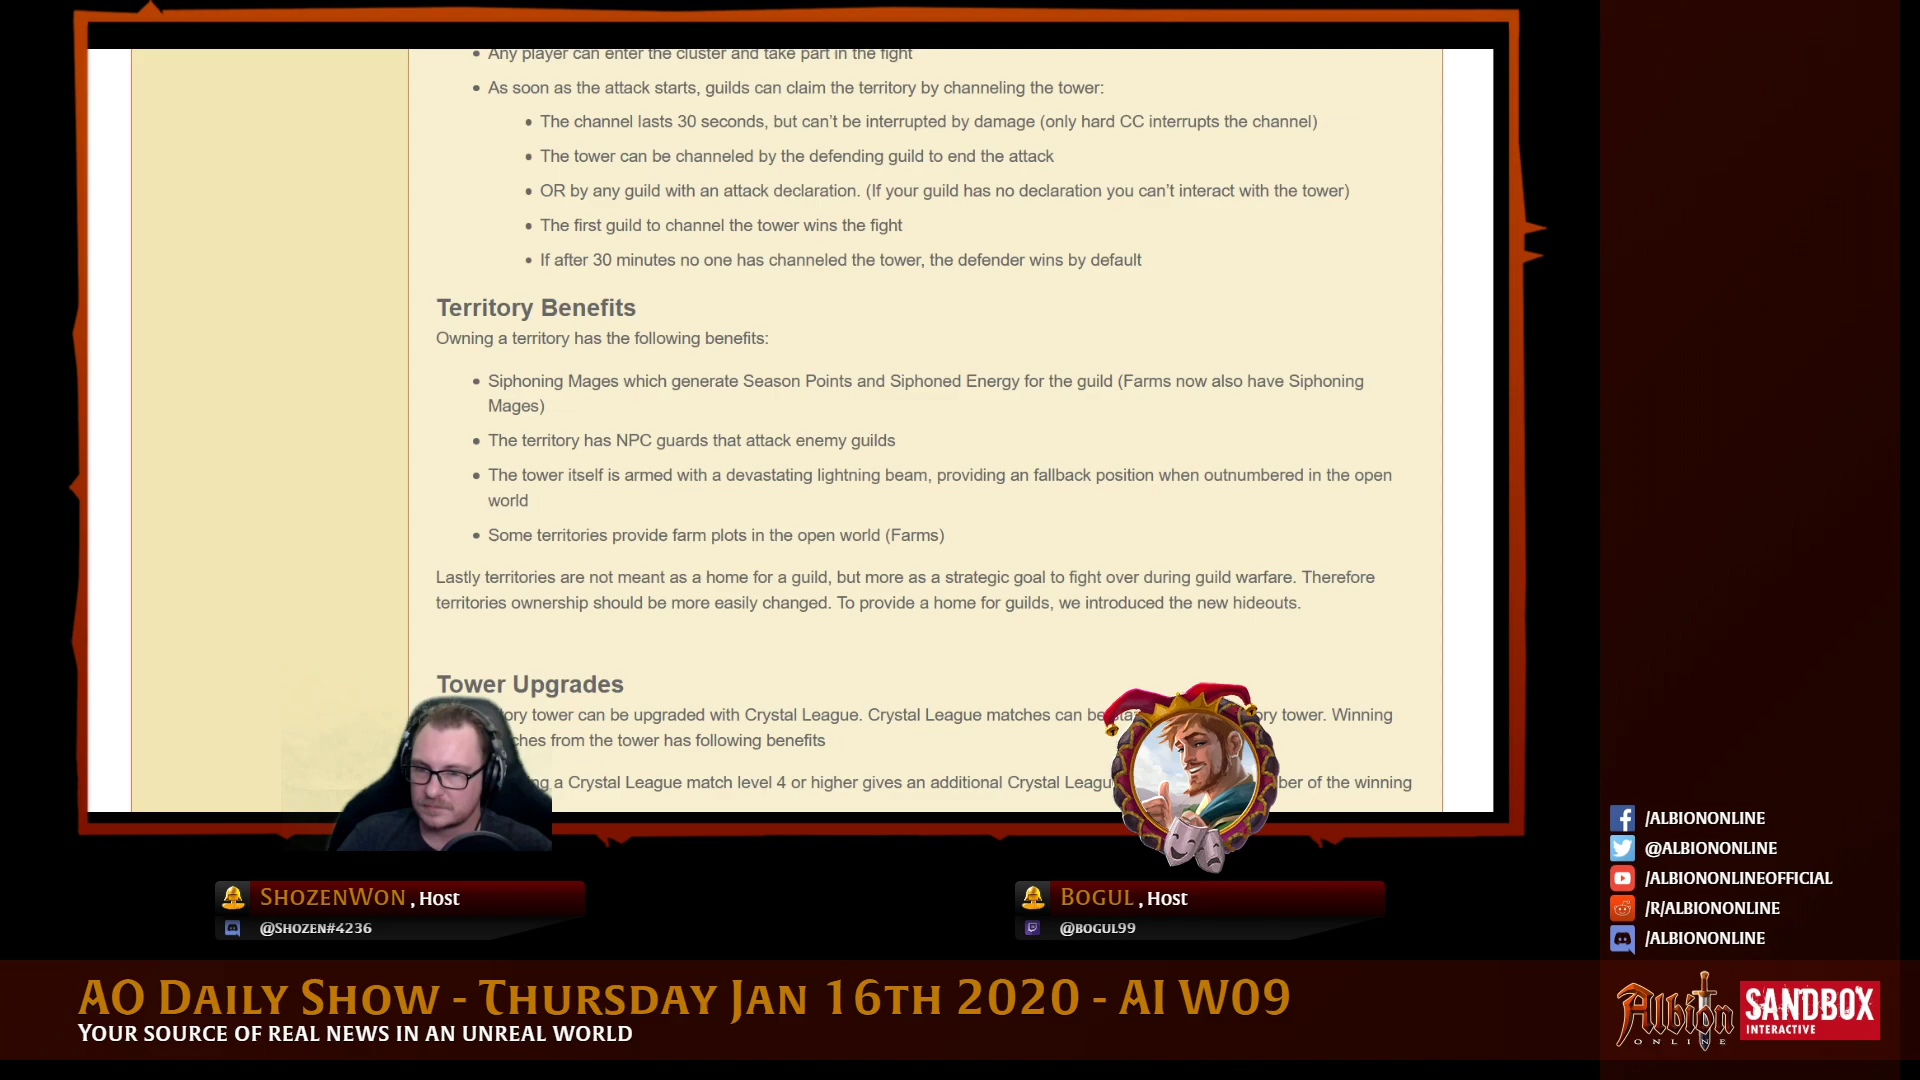 Any player can enter the cluster and take part in the fight
As soon as the attack starts, guilds can claim the territory by channeling the tower:
The channel lasts 30 seconds, but can't be interrupted by damage (only hard CC interrupts the channel)
The tower can be channeled by the defending guild to end the attack
OR by any guild with an attack declaration. (If your guild has no declaration you can't interact with the tower)
The first guild to channel the tower wins the fight
If after 30 minutes no one has channeled the tower, the defender wins by default
Territory Benefits
Owning a territory has the following benefits:
Siphoning Mages which generate Season Points and Siphoned Energy for the guild (Farms now also have Siphoning
Mages)
The territory has NPC guards that attack enemy guilds
The tower itself is armed with a devastating lightning beam, providing an fallback position when outnumbered in the open
world
Some territories provide farm plots in the open world (Farms)
Lastly territories are not meant as a home for a guild, but more as a strategic goal to fight over during guild warfare. Therefore
territories ownership should be more easily changed. To provide a home for guilds, we introduced the new hideouts.
Tower Upgrades
tower can be upgraded with Crystal League. Crystal League matches can be tower. Winning
from the tower has following benefits
a Crystal League match level 4 or higher gives an additional Crystal of the winning
SHOZENWON, HOST
@SHOZEN#4236
BOGUL, HOST
@BOGUL99
/ALBIONONLINE
@ALBIONONLINE
/ALBIONONLINEOFFICIAL
/R/ALBIONONLINE
/ALBIONONLINE
AO DAILY SHOW - THURSDAY JAN 16TH 2020 - AI W09
YOUR SOURCE OF REAL NEWS IN AN UNREAL WORLD
Albion
ONLINE
SANDBOX
INTERACTIVE